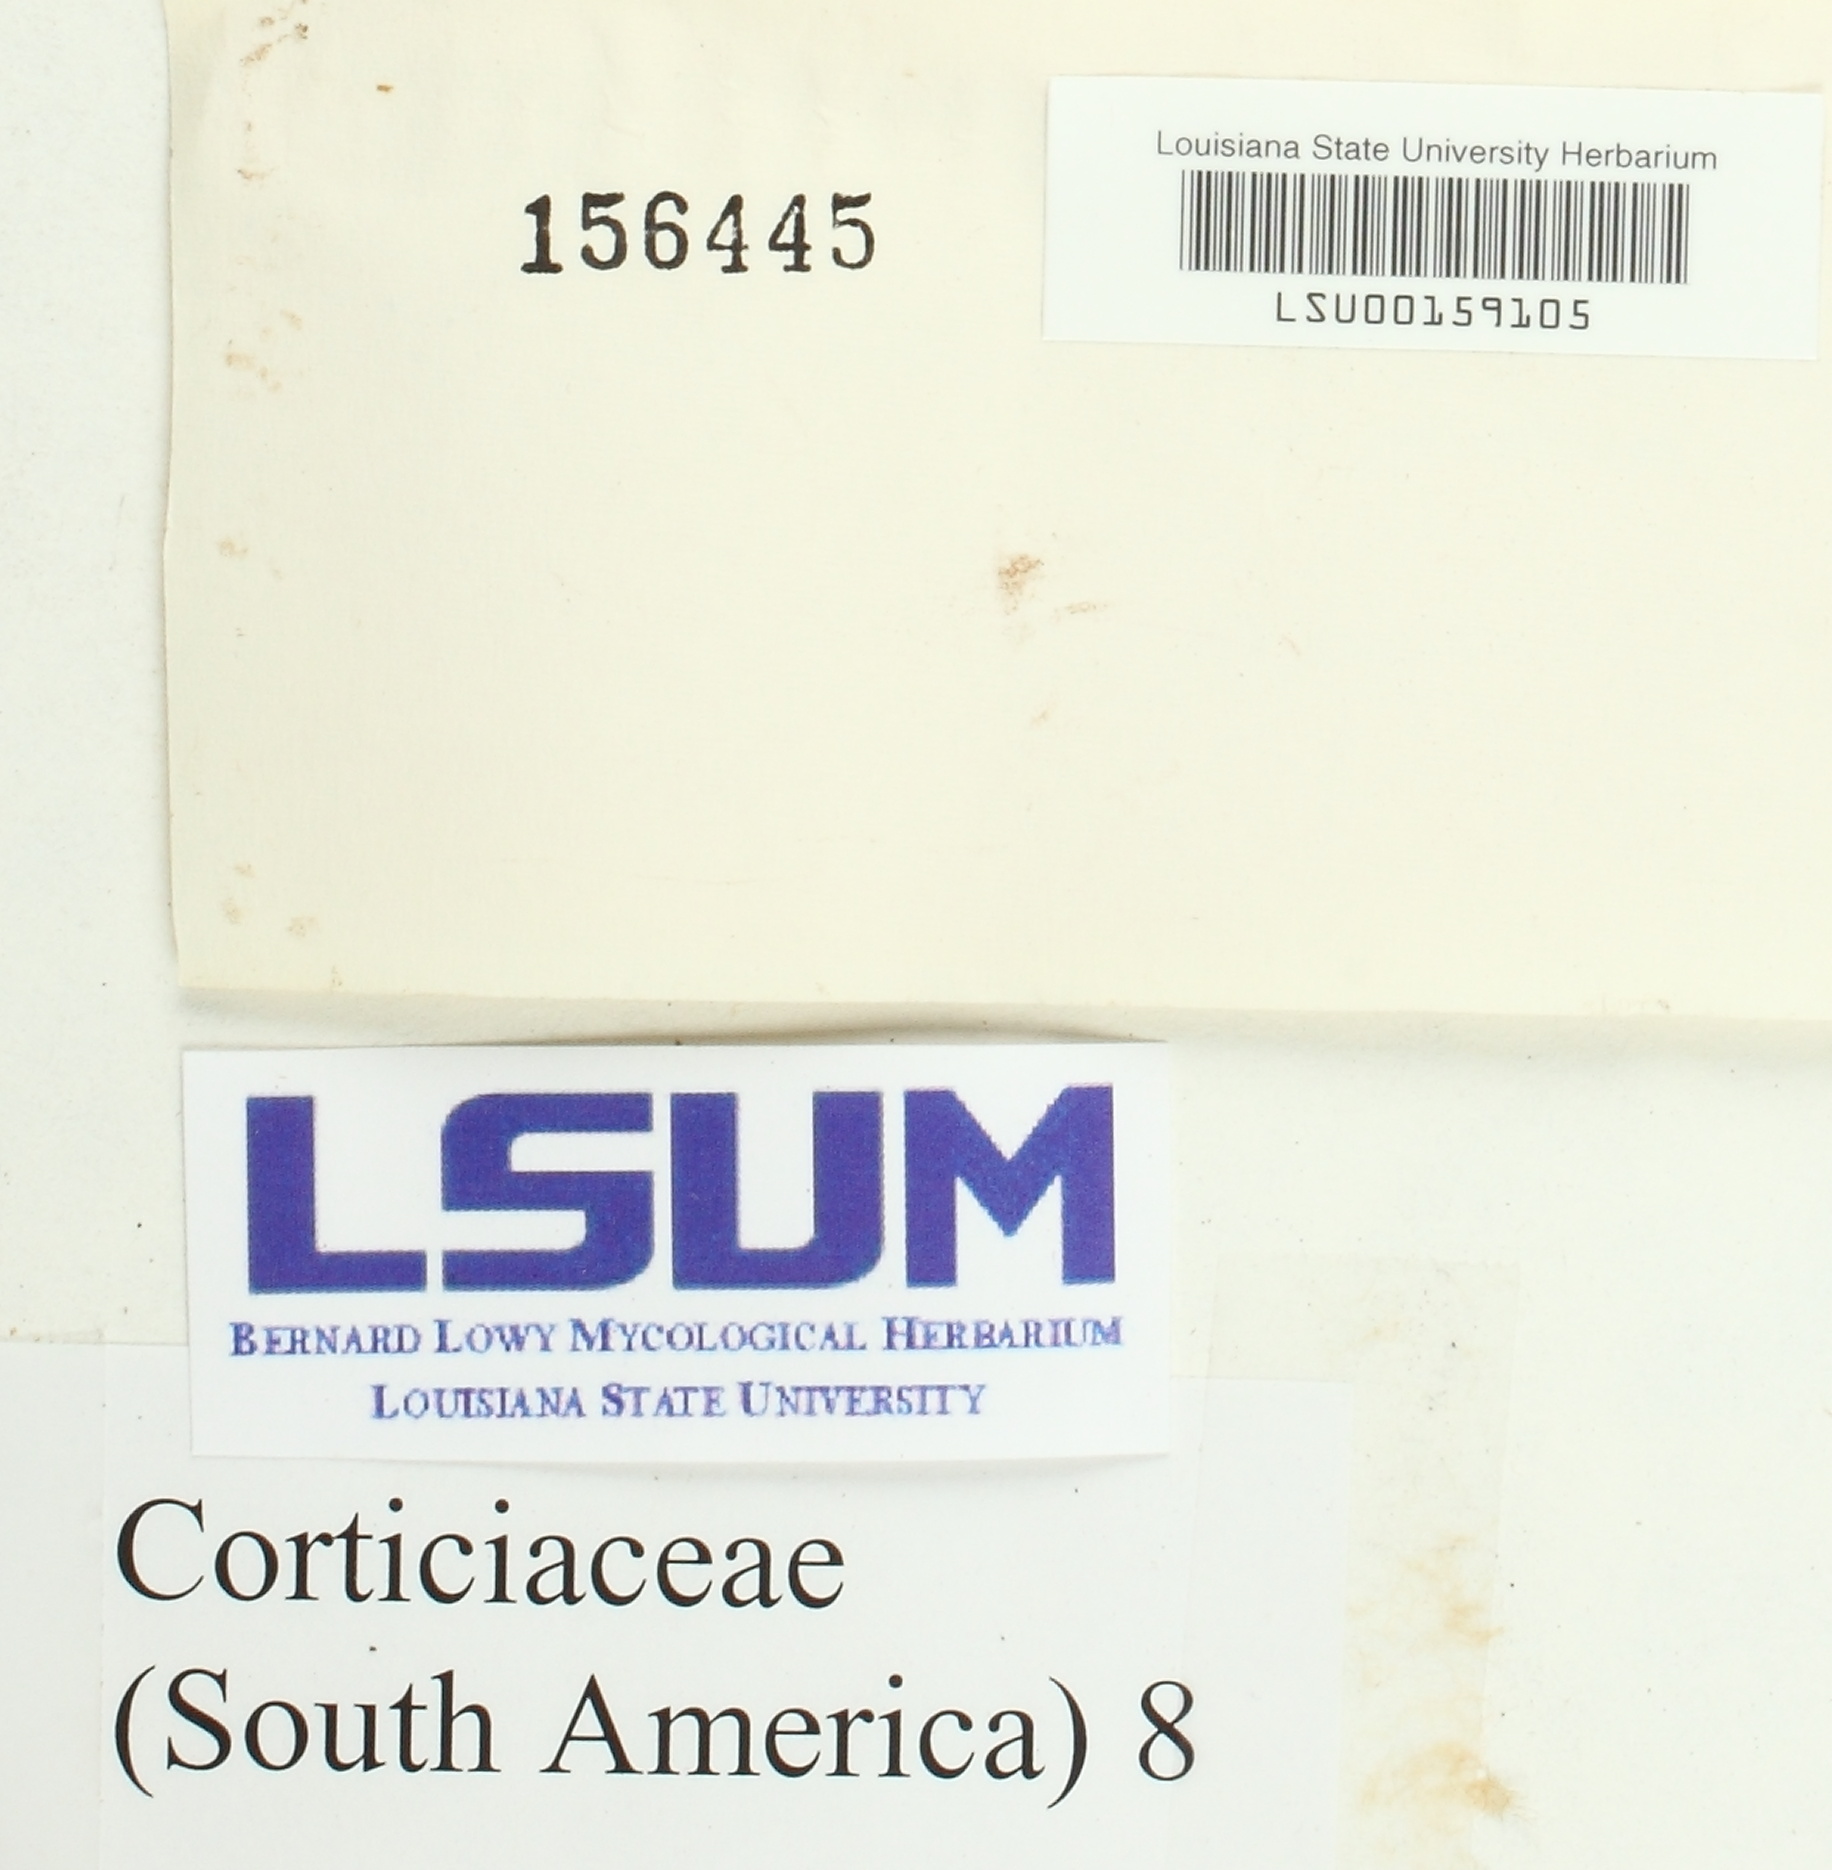 Louisiana State University Herbarium
156445
LSU00159105
LSUM
BERNARD LOWY MYCOLOGICAL HERBARIUM
LOUISIANA STATE UNIVERSITY
Corticiaceae
(South America) 8